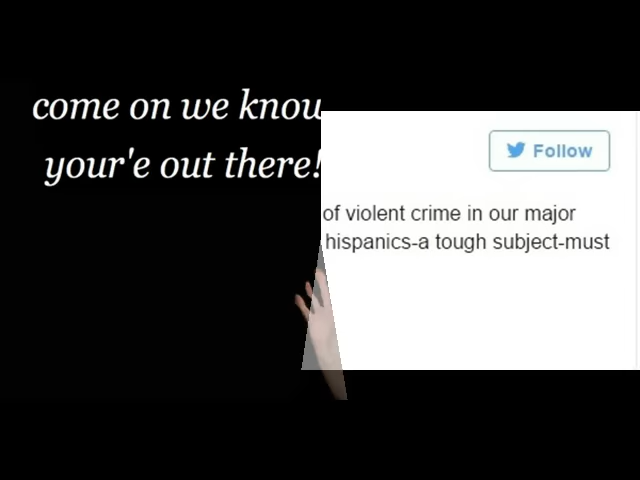 come on we know
your'e out there!
Follow
of violent crime in our major
hispanics-a tough subject-must